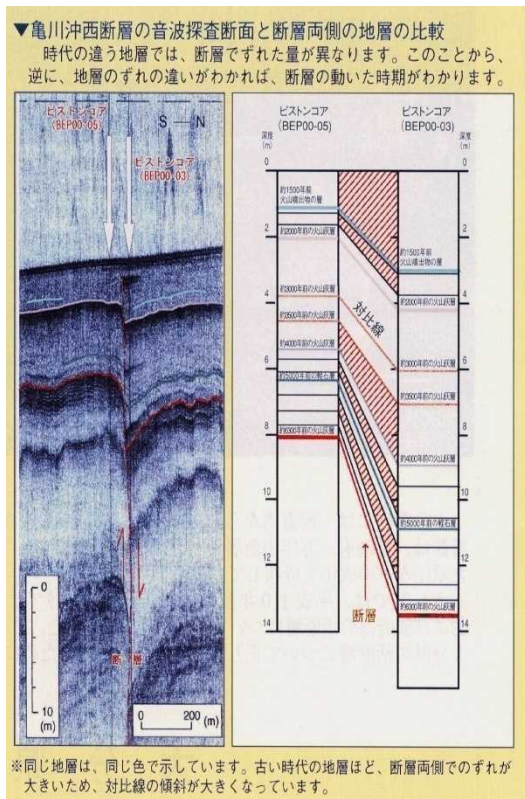 ▼亀川沖西断層の音波探査断面と断層両側の地層の比較
時代の違う地層では、断層でずれた量が異なります。このことから、
逆に、地層のずれの違いがわかれば、断層の動いた時期がわかります。
ピストンコア
(BEP00-05)
S — N
ピストンコア
(BEP00-03)
断 層
0
10
(m)
0 200 (m)
ピストンコア
(BEP00-05)
ピストンコア
(BEP00-03)
深度
(m)
深度
(m)
0
2
4
6
8
10
12
14
0
2
4
6
8
10
12
14
約1500年前
火山噴出物の層
約2000年前の火山灰層
約3000年前の火山灰層
約3500年前の火山灰層
約4000年前の火山灰層
約5000年前の軽石層
約6300年前の火山灰層
対比線
断層
約1500年前
火山噴出物の層
約2000年前の火山灰層
約3000年前の火山灰層
約3500年前の火山灰層
約4000年前の火山灰層
約5000年前の軽石層
約6300年前の火山灰層
※同じ地層は、同じ色で示しています。古い時代の地層ほど、断層両側でのずれが
大きいため、対比線の傾斜が大きくなっています。